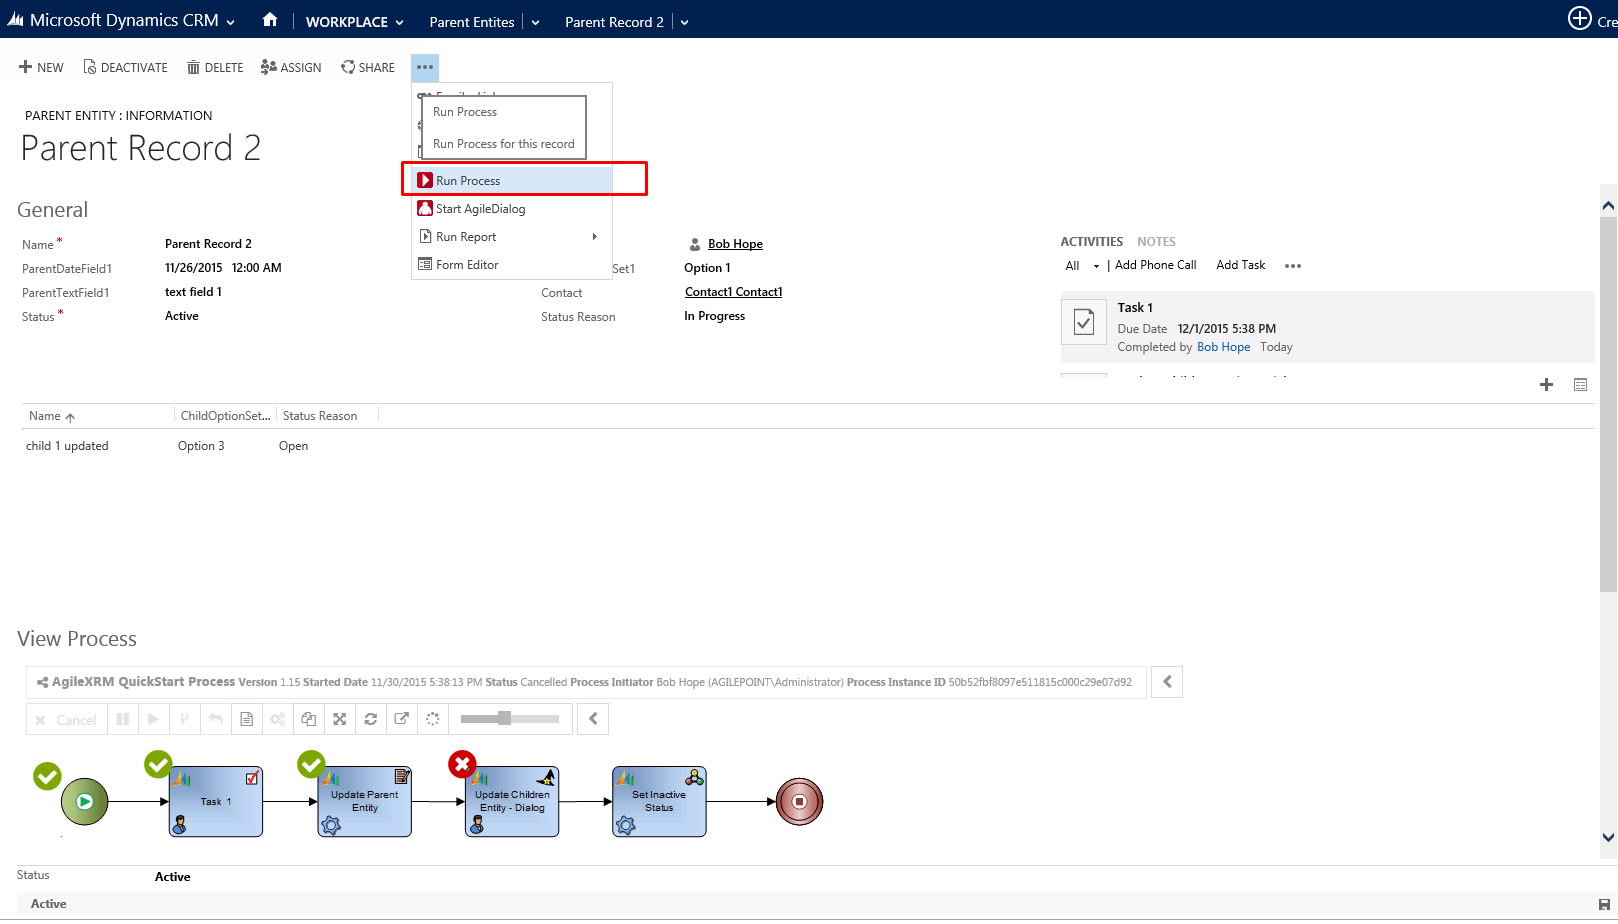 Microsoft Dynamics CRM
WORKPLACE
Parent Entites
Parent Record 2
Cre
NEW
DEACTIVATE
DELETE
ASSIGN
SHARE
•••
Run Process
Run Process for this record
Run Process
Start AgileDialog
Run Report
Form Editor
PARENT ENTITY : INFORMATION
Parent Record 2
General
Name * Parent Record 2
Bob Hope
ParentDateField1 11/26/2015 12:00 AM
Set1 Option 1
ParentTextField1 text field 1
Contact Contact1 Contact1
Status * Active
Status Reason In Progress
ACTIVITIES NOTES
All | Add Phone Call Add Task •••
Task 1
Due Date 12/1/2015 5:38 PM
Completed by Bob Hope Today
Name ChildOptionSet... Status Reason
child 1 updated Option 3 Open
View Process
AgileXRM QuickStart Process Version 1.15 Started Date 11/30/2015 5:38:13 PM Status Cancelled Process Initiator Bob Hope (AGILEPOINT\Administrator) Process Instance ID 50b52fbf8097e511815c000c29e07d92
Cancel
Task 1
Update Parent
Entity
Update Children
Entity - Dialog
Set Inactive
Status
Status Active
Active